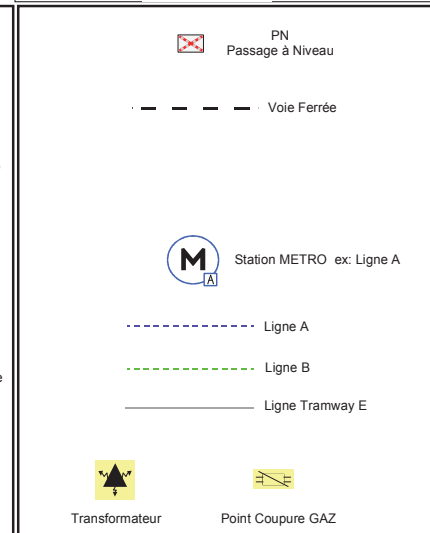 PN
Passage à Niveau
Voie Ferrée
M
A
Station METRO ex: Ligne A
Ligne A
Ligne B
Ligne Tramway E
Transformateur
Point Coupure GAZ